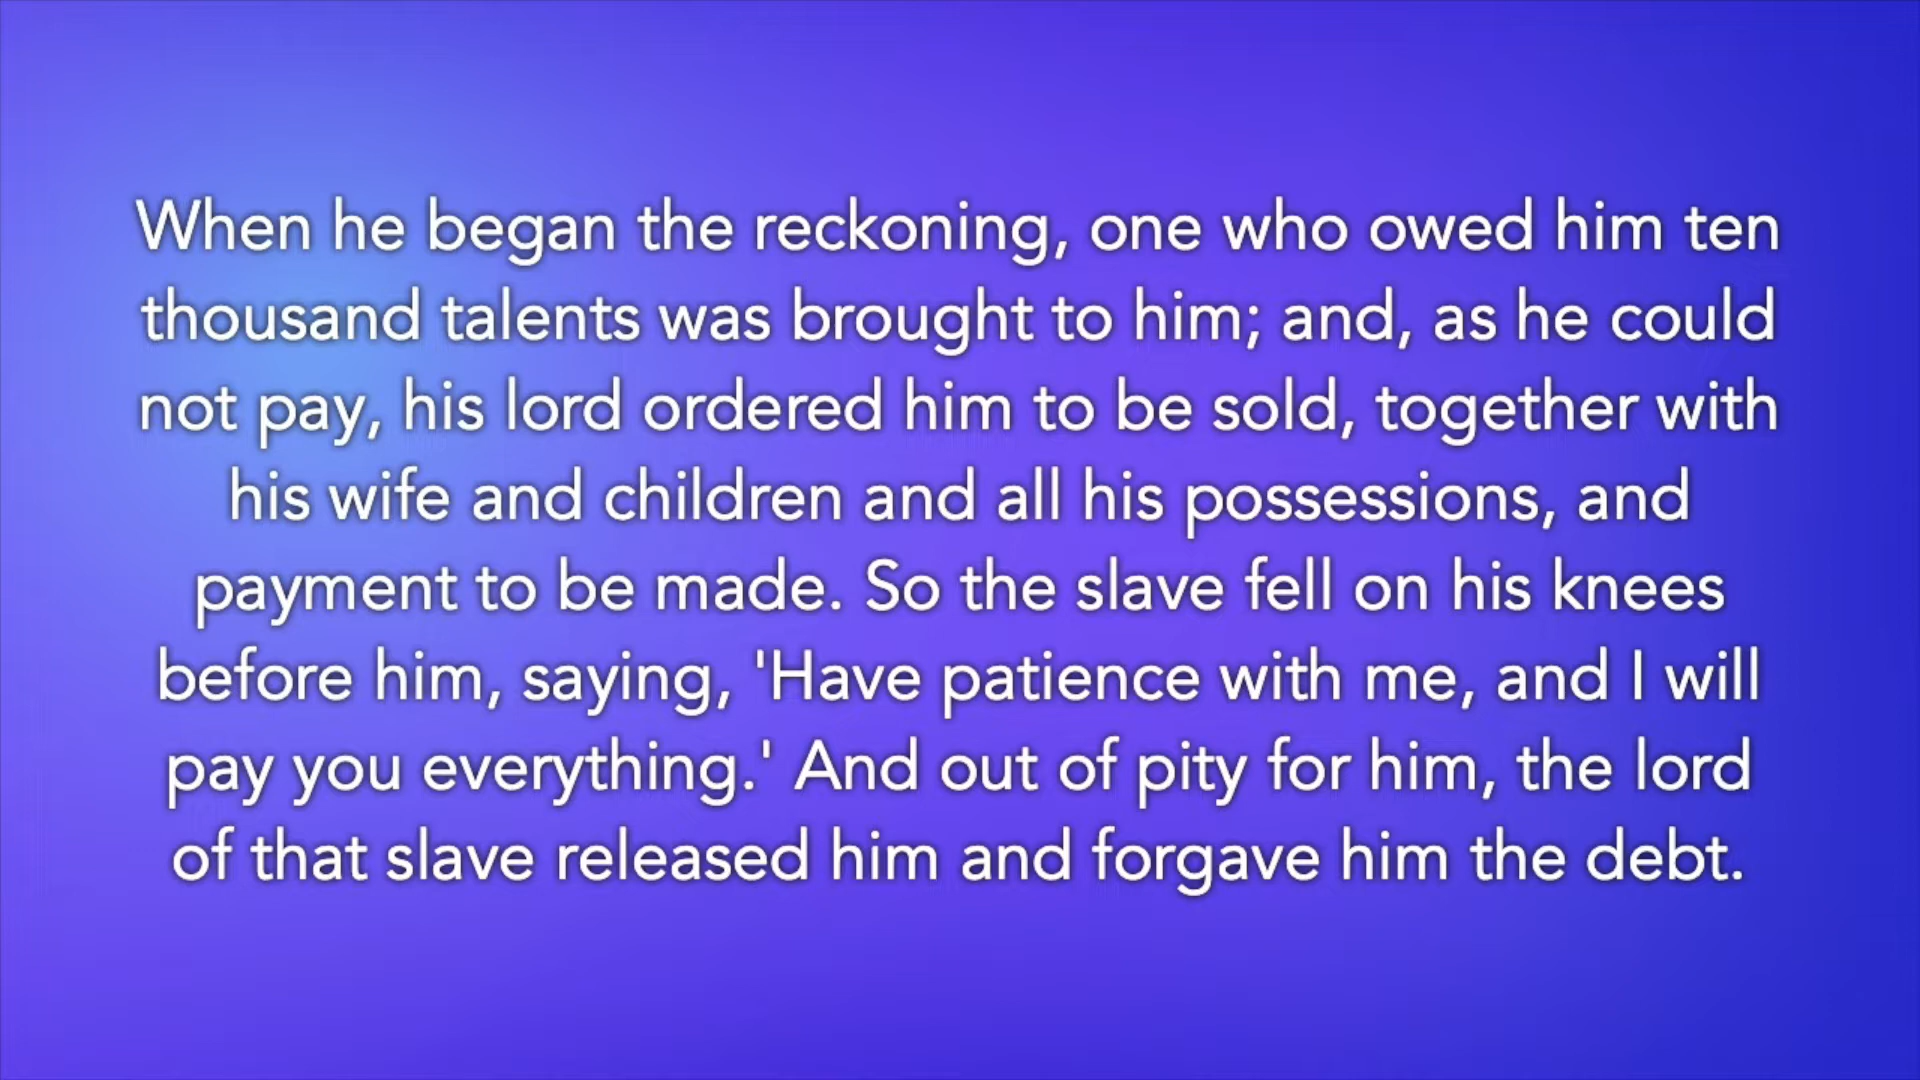 When he began the reckoning, one who owed him ten
thousand talents was brought to him; and, as he could
not pay, his lord ordered him to be sold, together with
his wife and children and all his possessions, and
payment to be made. So the slave fell on his knees
before him, saying, 'Have patience with me, and I will
pay you everything.' And out of pity for him, the lord
of that slave released him and forgave him the debt.